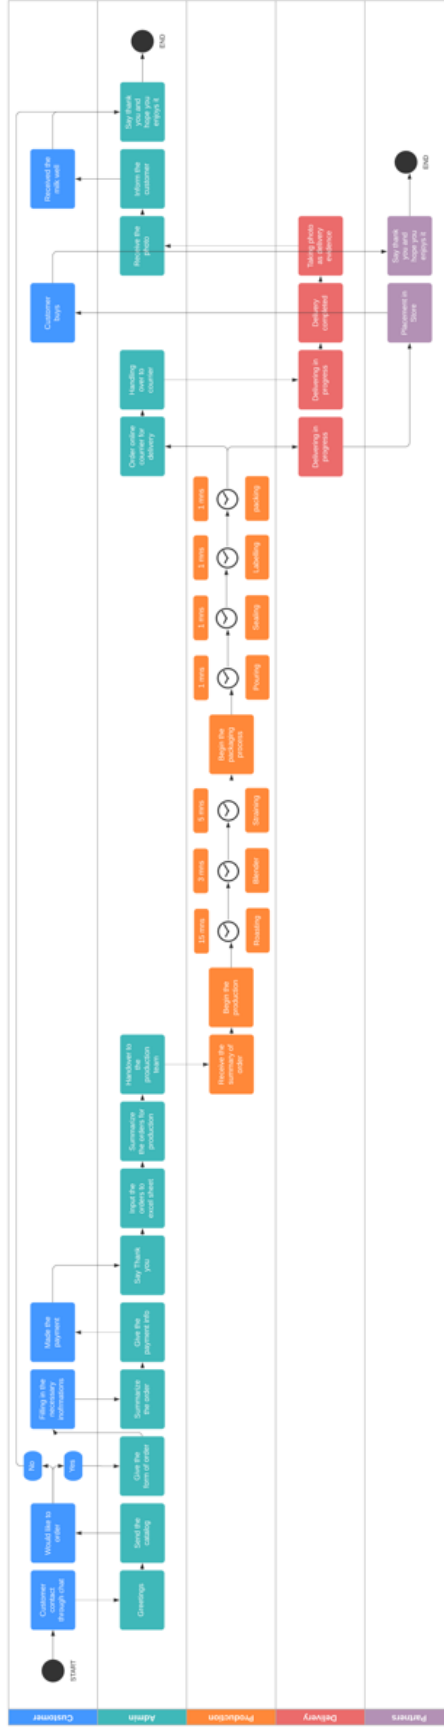 Customer
START
Customer
contact
through chat
Would like to
order
No
Yes
Filling in the
necessary
inofrmations
Made the
payment
Customer
buys
Received the
milk well
Admin
Greetings
Send the
catalog
Give the
form of order
Summarize
the order
Give the
payment info
Say Thank
you
Input the
orders to
excel sheet
Summarize
the orders for
production
Handover to
the
production
team
Order online
courier for
delivery
Handling
over to
courier
Receive the
photo
Inform the
customer
Say thank
you and
hope you
enjoys it
END
Production
Receive the
summary of
order
Begin the
production
mins
Roasting
3 mins
Blender
5 mins
Straining
Begin the
packaging
process
1 mins
Pouring
1 mins
Sealing
1 mins
Labelling
1 mins
packing
Delivery
Delivering in
progress
Delivering in
progress
Delivery
completed
Taking photo
as delivery
evidence
Partners
Placement in
Store
Say thank
you and
hope you
enjoys it
END